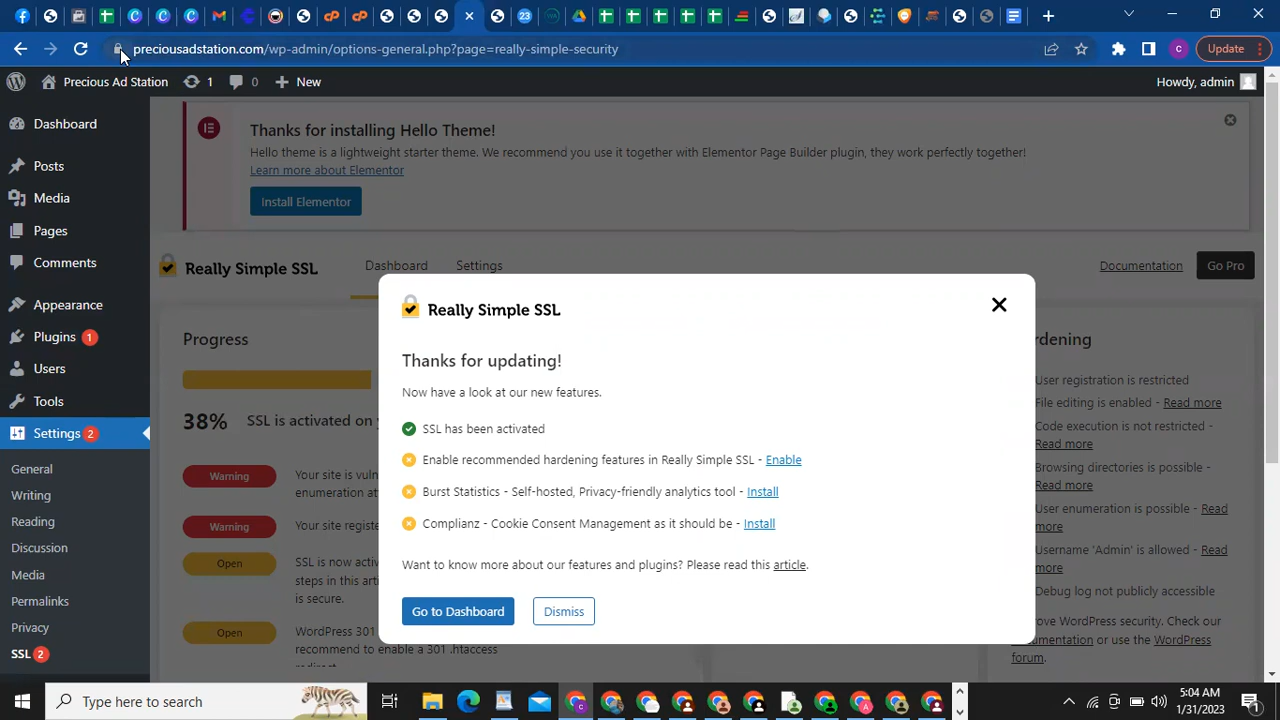 23
preciousadstation.com/wp-admin/options-general.php?page=really-simple-security
C
Update
Precious Ad Station
1
0
New
Howdy, admin
Dashboard
Posts
Media
Pages
Comments
Appearance
Plugins 1
Users
Tools
Settings 2
General
Writing
Reading
Discussion
Media
Permalinks
Privacy
SSL 2
Thanks for installing Hello Theme!
Hello theme is a lightweight starter theme. We recommend you use it together with Elementor Page Builder plugin, they work perfectly together!
Learn more about Elementor
Install Elementor
Really Simple SSL
Dashboard
Settings
Documentation
Go Pro
Progress
38%
SSL is activated on y
Warning
Your site is vuln
enumeration at
Warning
Your site registe
Open
SSL is now activ
steps in this arti
is secure.
Open
WordPress 301
recommend to enable a 301 .htaccess
redirect
Really Simple SSL
Thanks for updating!
Now have a look at our new features.
SSL has been activated
Enable recommended hardening features in Really Simple SSL - Enable
Burst Statistics - Self-hosted, Privacy-friendly analytics tool - Install
Complianz - Cookie Consent Management as it should be - Install
Want to know more about our features and plugins? Please read this article.
Go to Dashboard
Dismiss
rdening
User registration is restricted
File editing is enabled - Read more
Code execution is not restricted -
Read more
Browsing directories is possible -
Read more
User enumeration is possible - Read
more
Username 'Admin' is allowed - Read
more
Debug log not publicly accessible
rove WordPress security. Check our
umentation or use the WordPress
forum.
Type here to search
5:04 AM
1/31/2023
1